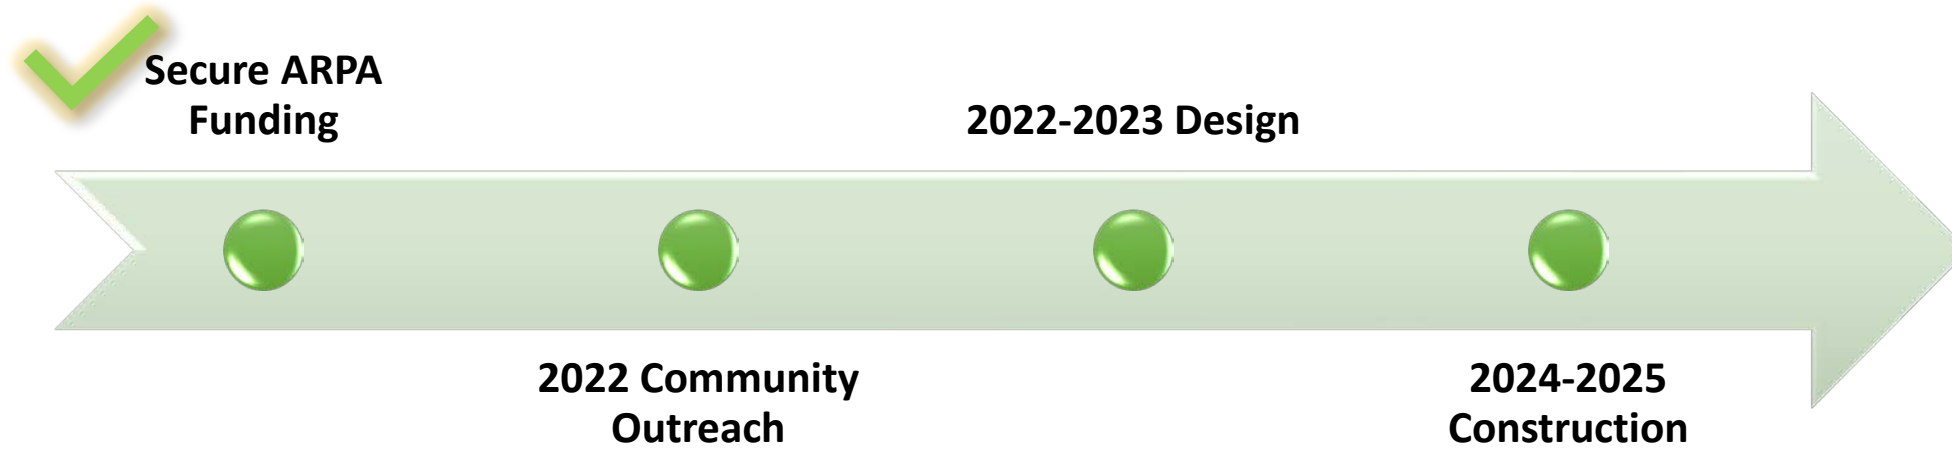 Secure ARPA
Funding
2022 Community
Outreach
2022-2023 Design
2024-2025
Construction